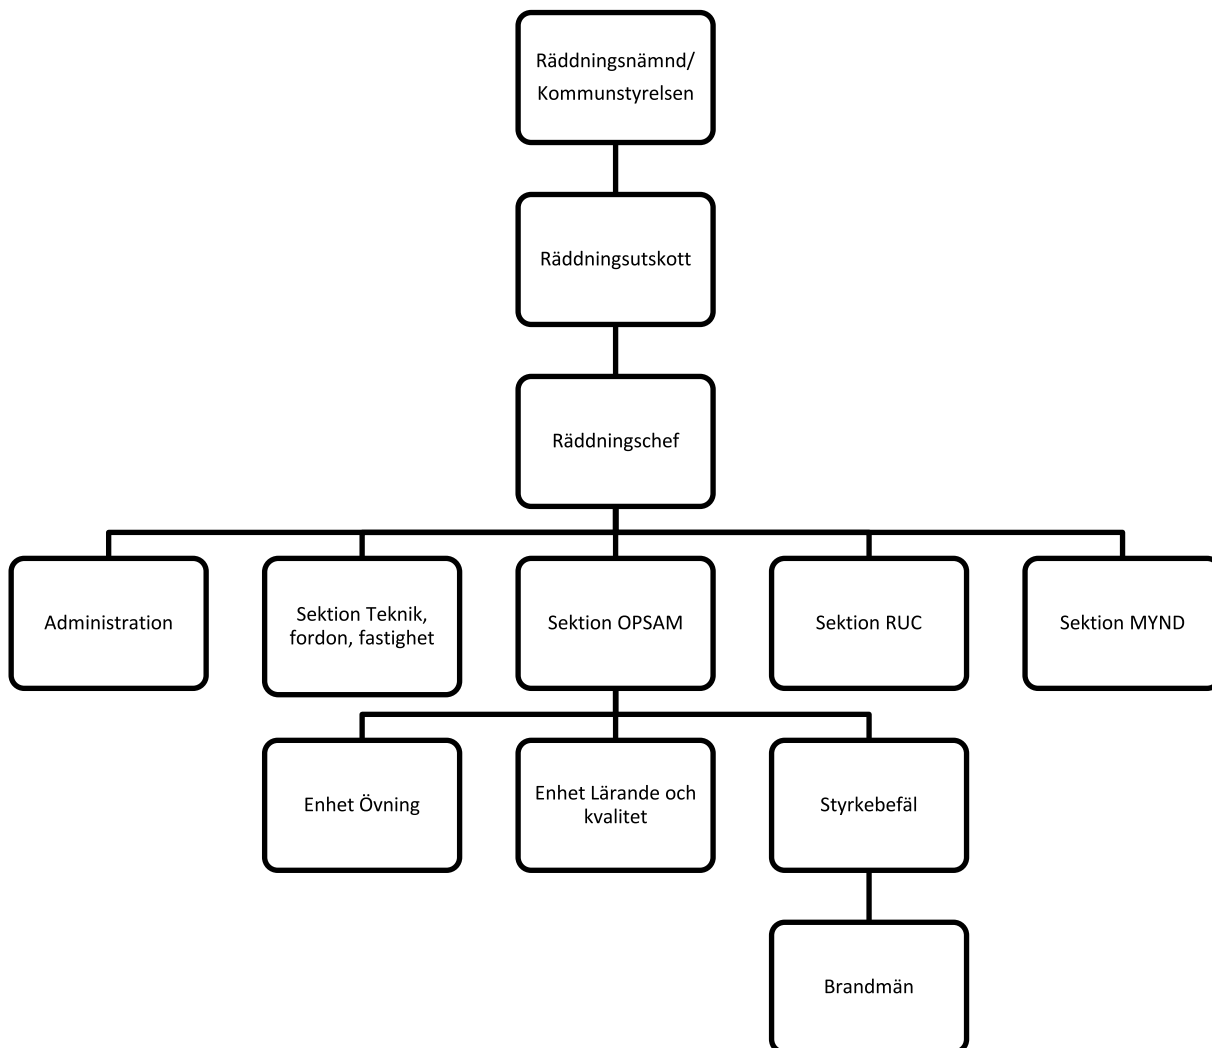 Räddningsnämnd/
Kommunstyrelsen
Räddningsutskott
Räddningschef
Administration
Sektion Teknik,
fordon, fastighet
Sektion OPSAM
Sektion RUC
Sektion MYND
Enhet Övning
Enhet Lärande och
kvalitet
Styrkebefäl
Brandmän